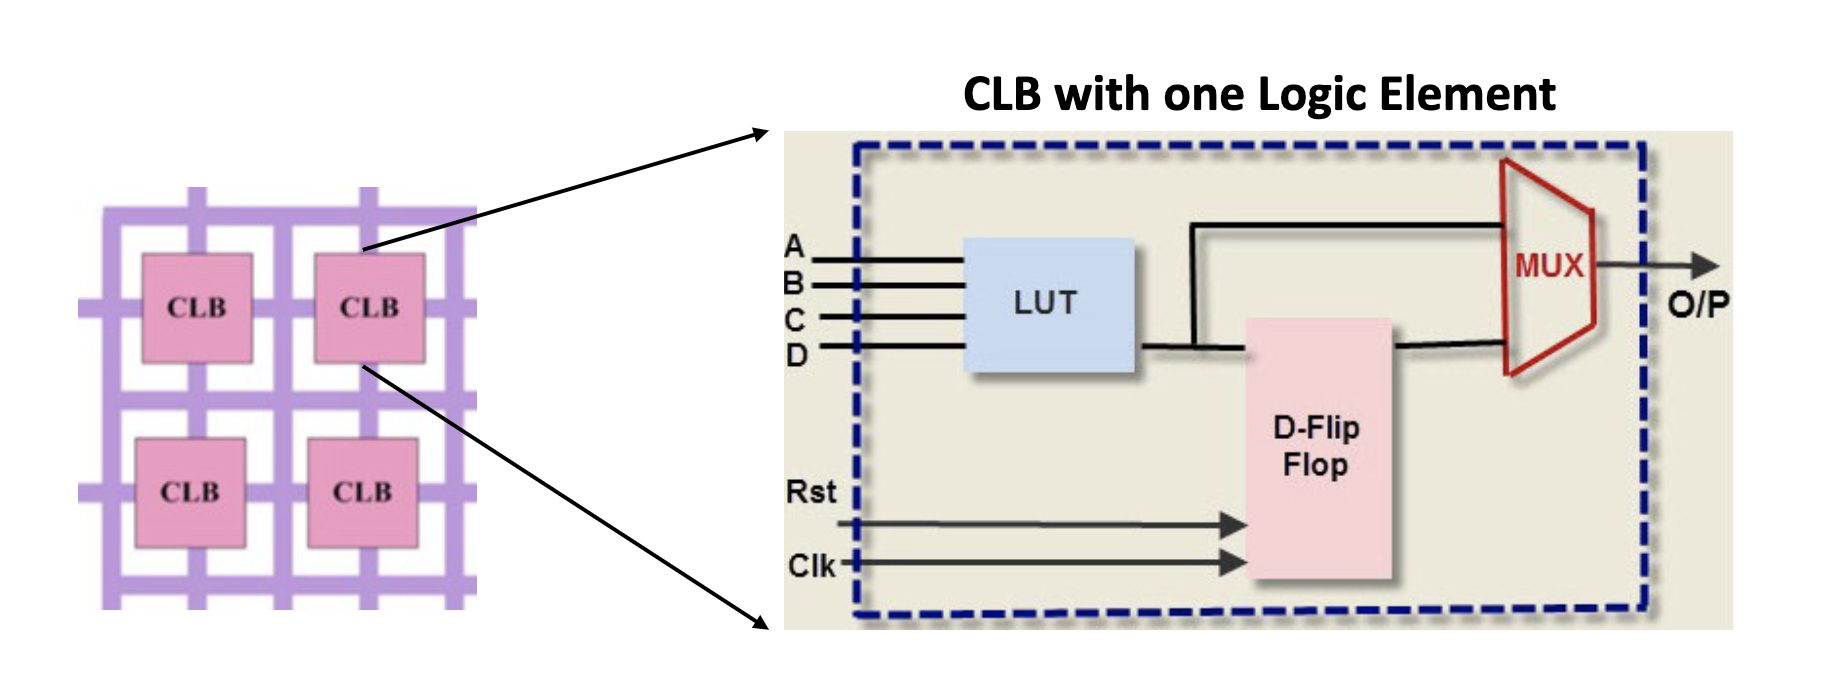 CLB with one Logic Element
CLB
CLB
CLB
CLB
A
B
C
D
LUT
MUX
O/P
D-Flip
Flop
Rst
Clk